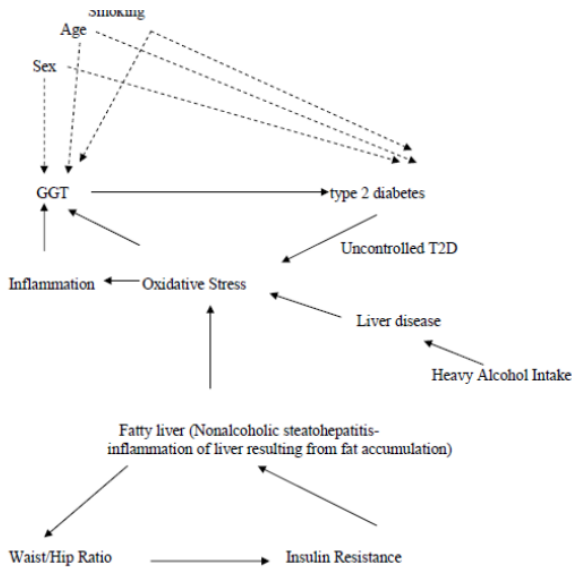 Smoking
Age
Sex
GGT
type 2 diabetes
Uncontrolled T2D
Inflammation
Oxidative Stress
Liver disease
Heavy Alcohol Intake
Fatty liver (Nonalcoholic steatohepatitis-
inflammation of liver resulting from fat accumulation)
Waist/Hip Ratio
Insulin Resistance